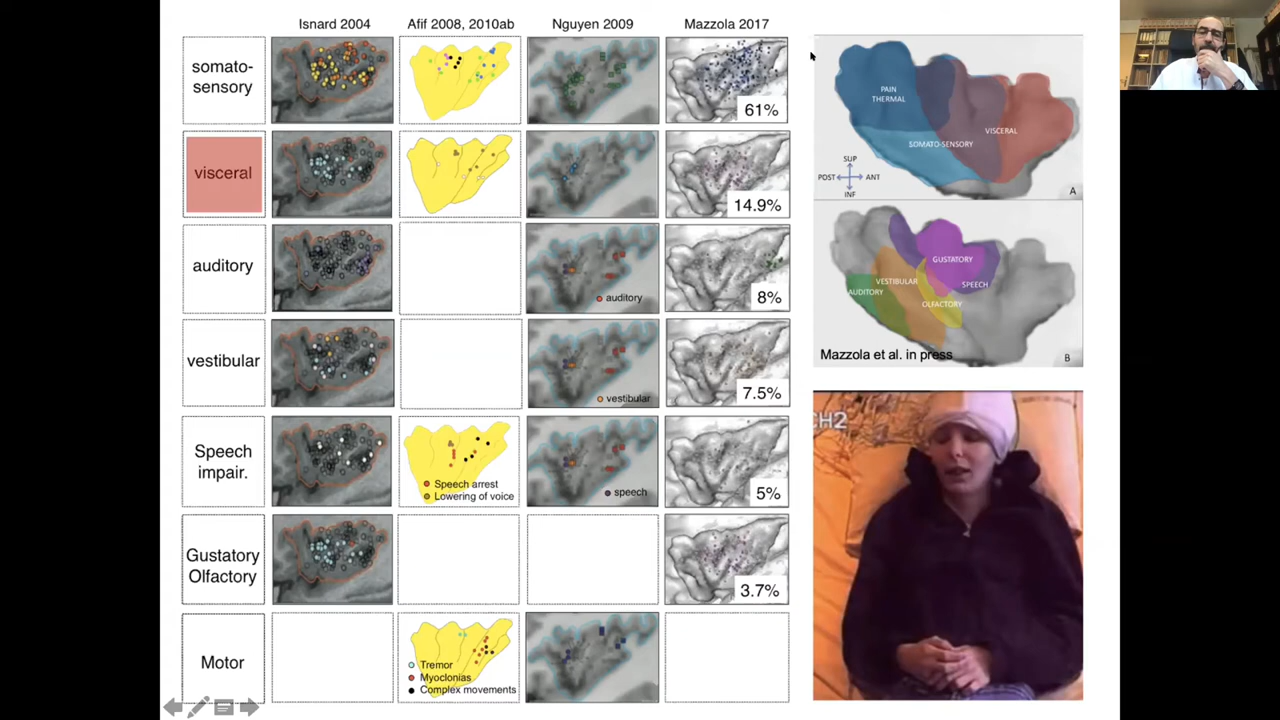 Isnard 2004
Afif 2008, 2010ab
Nguyen 2009
Mazzola 2017
somato-
sensory
61%
visceral
14.9%
auditory
auditory
8%
vestibular
vestibular
7.5%
Speech
impair.
Speech arrest
Lowering of voice
speech
5%
Gustatory
Olfactory
3.7%
Motor
Tremor
Myoclonias
Complex movements
PAIN
THERMAL
VISCERAL
SOMATO-SENSORY
SUP
POST
ANT
INF
A
GUSTATORY
VESTIBULAR
SPEECH
AUDITORY
OLFACTORY
Mazzola et al. in press
B
CH2